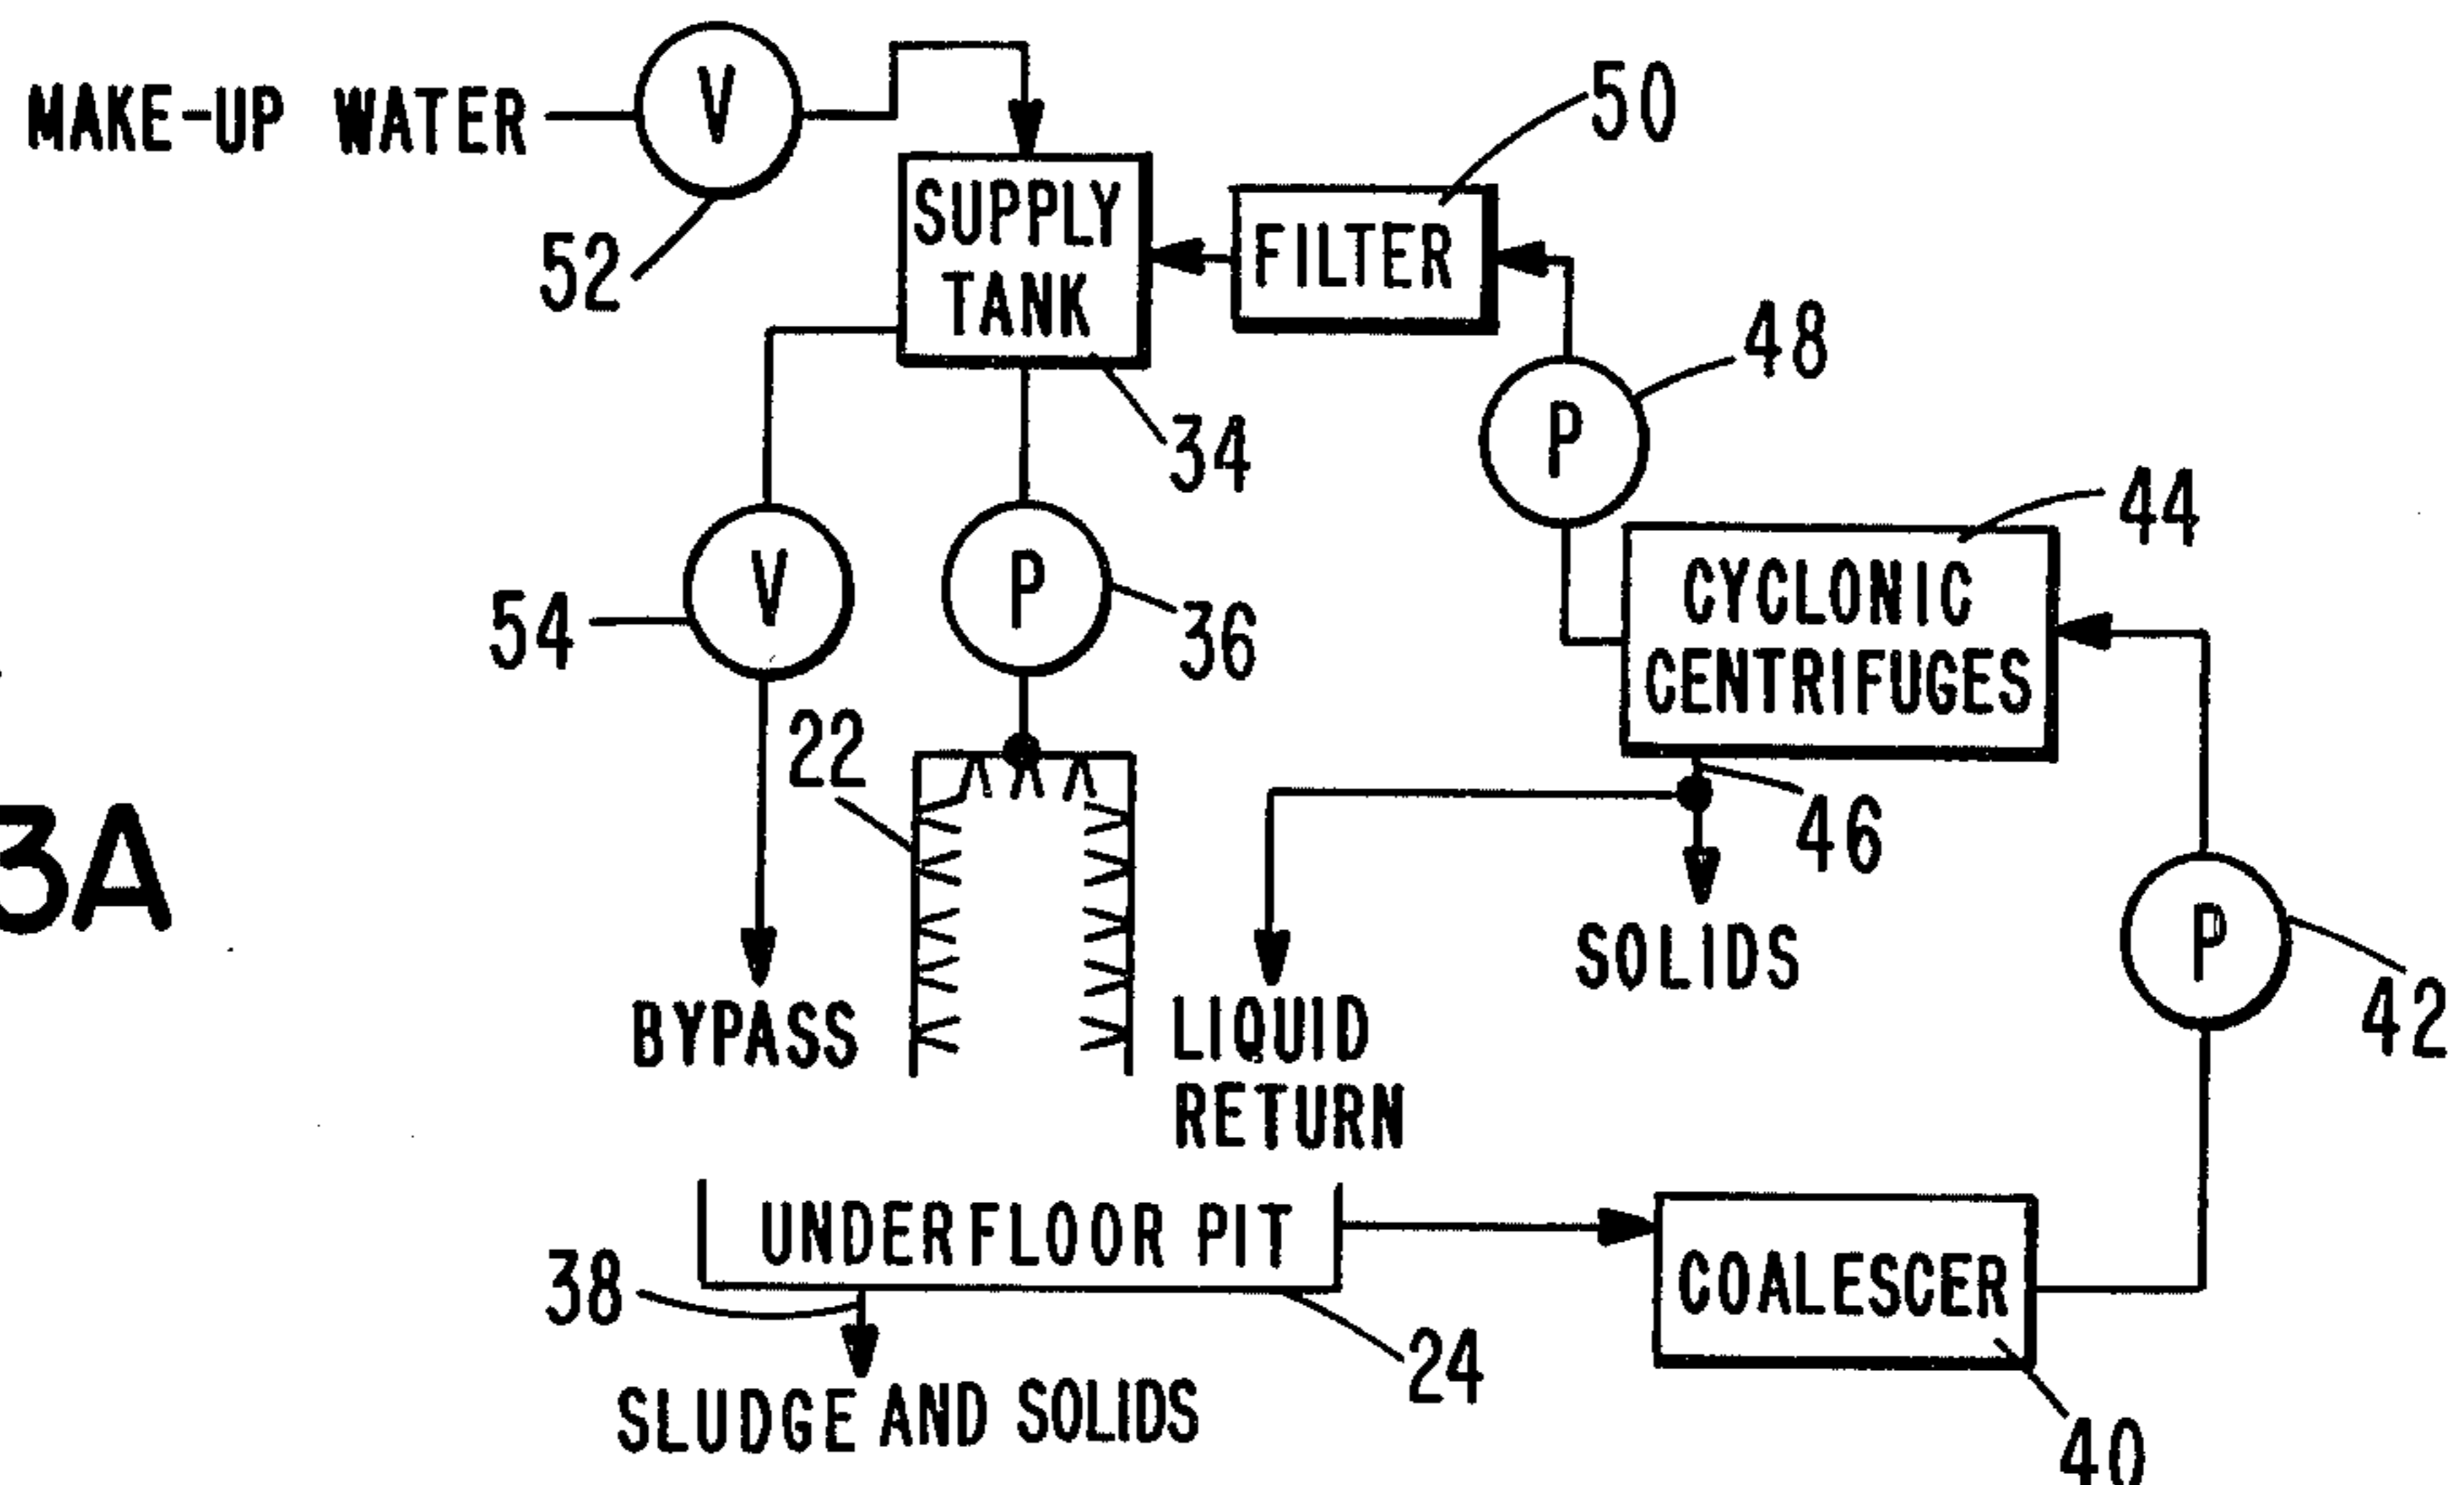 MAKE-UP WATER
V
52
SUPPLY
TANK
34
FILTER
50
P
48
CYCLONIC
CENTRIFUGES
44
46
V
54
P
36
22
3A
BYPASS
LIQUID
RETURN
SOLIDS
P
42
UNDERFLOOR PIT
38
24
SLUDGE AND SOLIDS
COALESCER
40